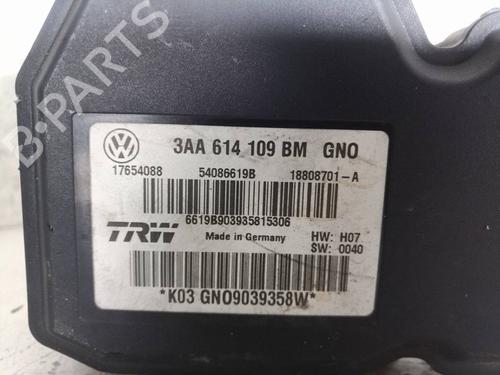 3AA 614 109 BM GNO
17654088 54086619B 18808701-A
6619B903935815306
TRW Made in Germany HW: H07
SW: 0040
*K03 GNO9039358W*
B-PARTS